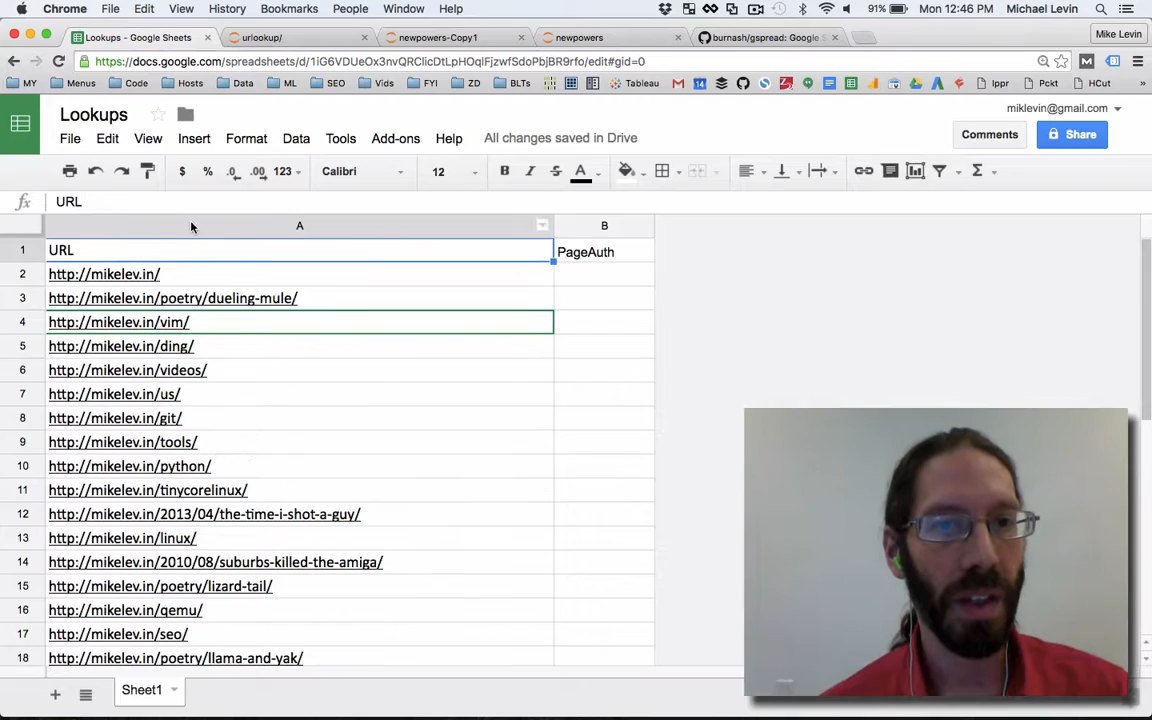 Chrome File Edit View History Bookmarks People Window Help 91% Mon 12:46 PM Michael Levin
Lookups - Google Sheets urlookup/ newpowers-Copy1 newpowers burnash/gspread: Google S Mike Levin
https://docs.google.com/spreadsheets/d/1iG6VDUeOx3nvQRClicDtLpHOqlFjzwfSdoPbjBR9rfo/edit#gid=0
MY Menus Code Hosts Data ML SEO Vids FYI ZD BLTs Tableau Ippr Pckt HCut
Lookups miklevin@gmail.com
File Edit View Insert Format Data Tools Add-ons Help All changes saved in Drive Comments Share
$ % .0 .00 123 Calibri 12 B I S A Σ
fx URL
A B
1 URL PageAuth
2 http://mikelev.in/
3 http://mikelev.in/poetry/dueling-mule/
4 http://mikelev.in/vim/
5 http://mikelev.in/ding/
6 http://mikelev.in/videos/
7 http://mikelev.in/us/
8 http://mikelev.in/git/
9 http://mikelev.in/tools/
10 http://mikelev.in/python/
11 http://mikelev.in/tinycorelinux/
12 http://mikelev.in/2013/04/the-time-i-shot-a-guy/
13 http://mikelev.in/linux/
14 http://mikelev.in/2010/08/suburbs-killed-the-amiga/
15 http://mikelev.in/poetry/lizard-tail/
16 http://mikelev.in/qemu/
17 http://mikelev.in/seo/
18 http://mikelev.in/poetry/llama-and-yak/
Sheet1